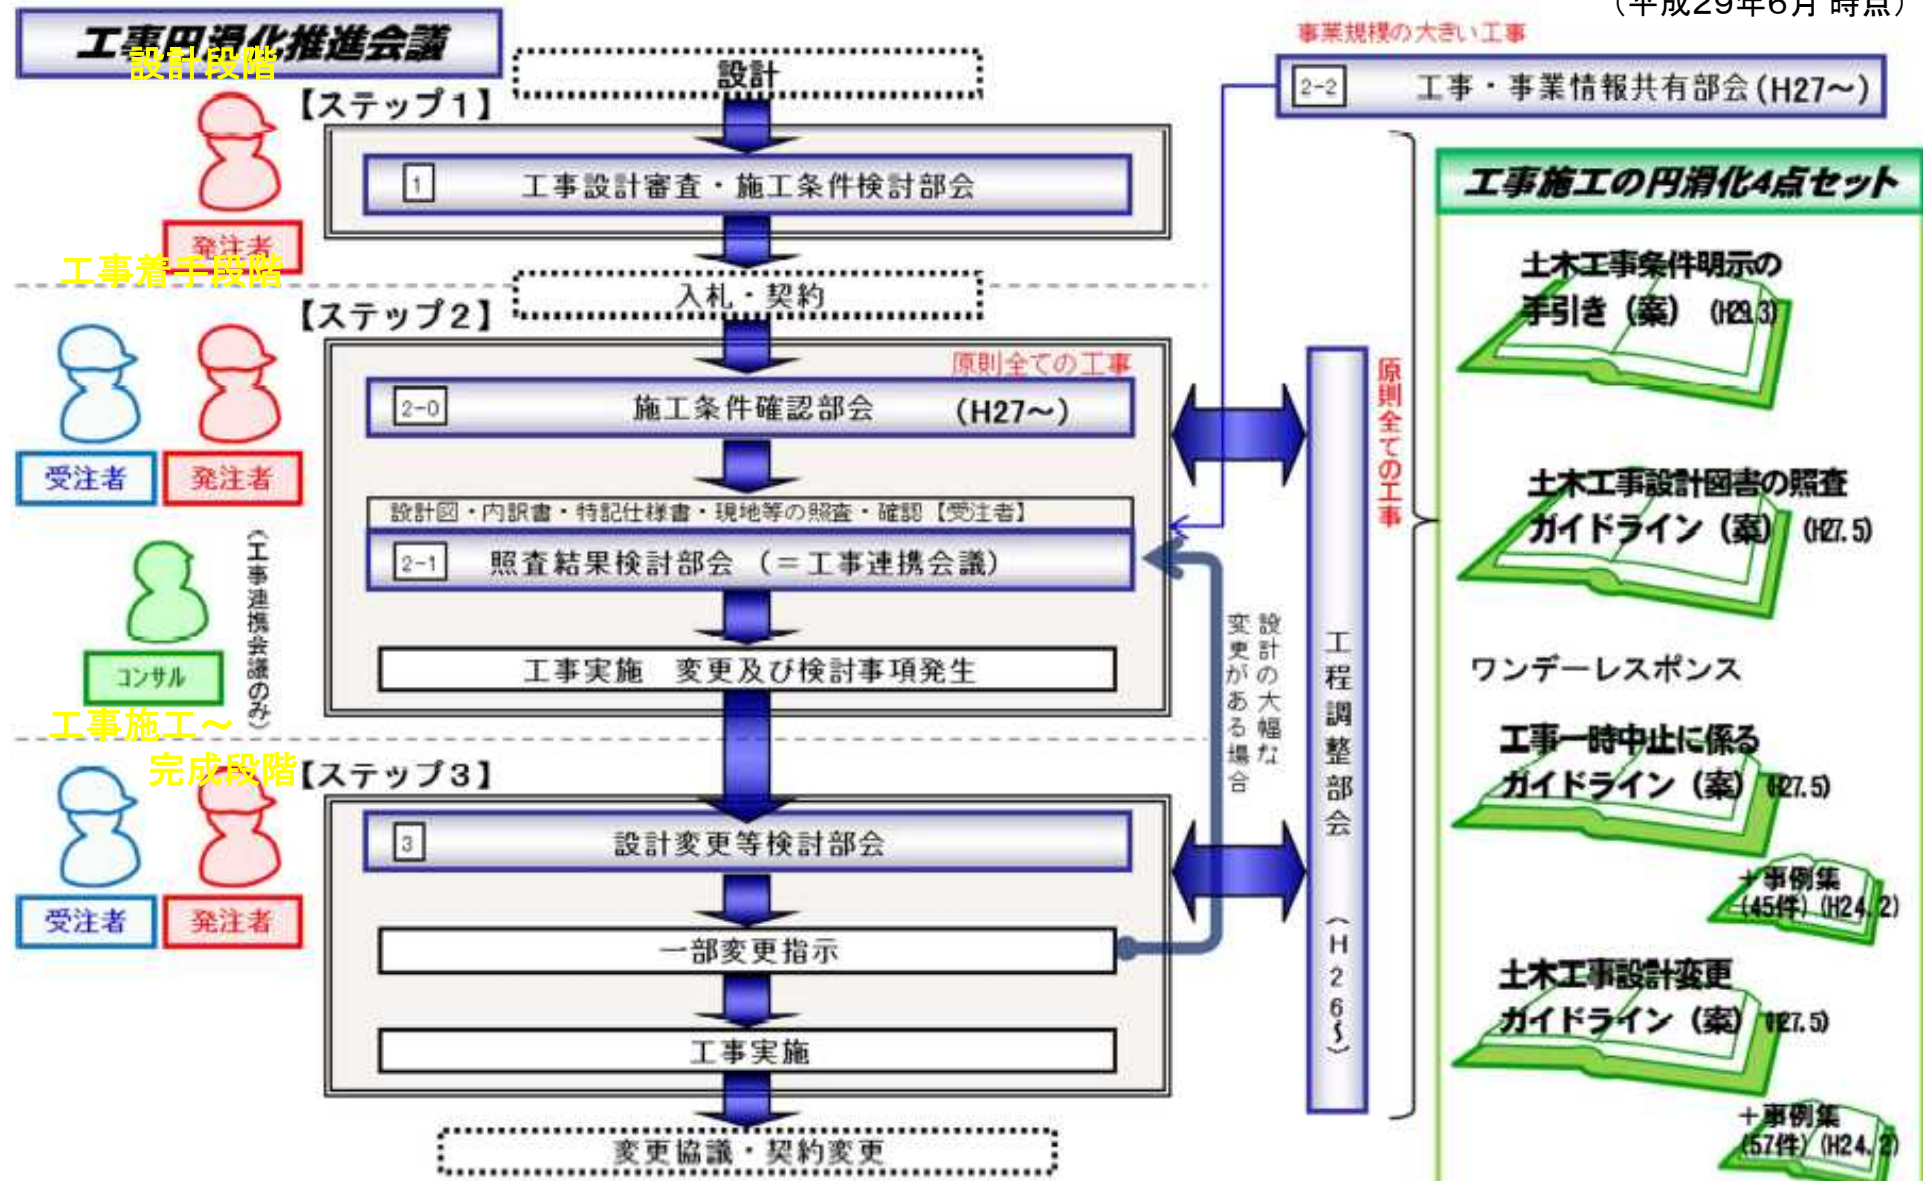 （平成29年6月 時点）
工事円滑化推進会議
設計段階
設計
事業規模の大きい工事
2-2 工事・事業情報共有部会（H27～）
【ステップ1】
1 工事設計審査・施工条件検討部会
発注者
工事着手段階
入札・契約
【ステップ2】
原則全ての工事
2-0 施工条件確認部会 （H27～）
受注者
発注者
設計図・内訳書・特記仕様書・現地等の照査・確認【受注者】
2-1 照査結果検討部会（＝工事連携会議）
コンサル
（工事連携会議のみ）
工事実施 変更及び検討事項発生
設計の大幅な
変更がある場合
工事施工～
完成段階
【ステップ3】
3 設計変更等検討部会
受注者
発注者
一部変更指示
工事実施
変更協議・契約変更
工程調整部会 （H26～）
原則全ての工事
工事施工の円滑化4点セット
土木工事条件明示の
手引き（案） (H29.3)
土木工事設計図書の照査
ガイドライン（案） (H27.5)
ワンデーレスポンス
工事一時中止に係る
ガイドライン（案） (H27.5)
＋事例集
(45件) (H24.2)
土木工事設計変更
ガイドライン（案） (H27.5)
＋事例集
(57件) (H24.2)